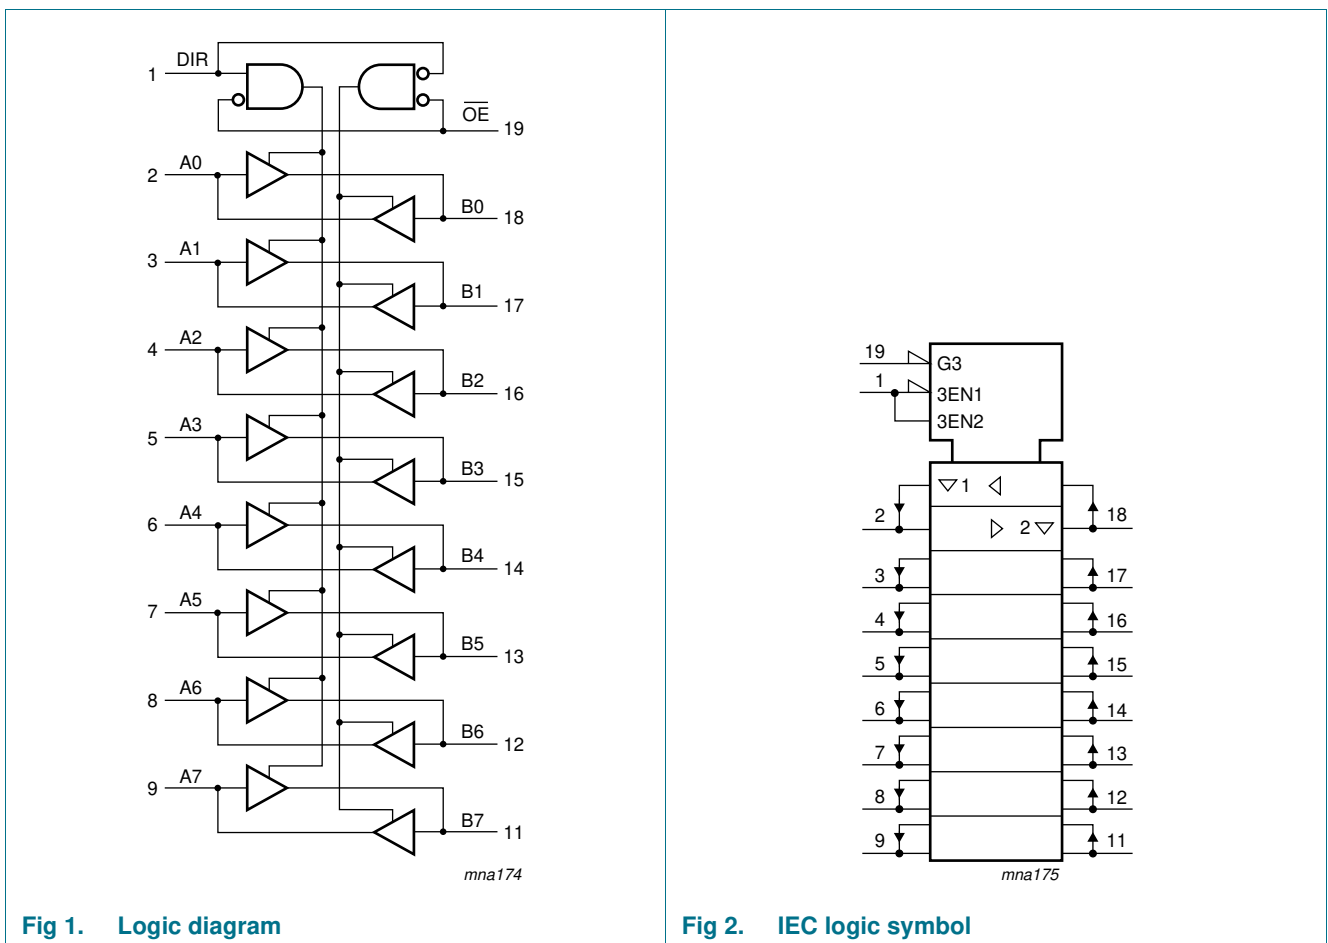 DIR
1
OE
19
A0
2
B0
18
A1
3
B1
17
A2
4
B2
16
A3
5
B3
15
A4
6
B4
14
A5
7
B5
13
A6
8
B6
12
A7
9
B7
11
mna174
Fig 1. Logic diagram
19
G3
1
3EN1
3EN2
1
2
18
2
3
17
4
16
5
15
6
14
7
13
8
12
9
11
mna175
Fig 2. IEC logic symbol